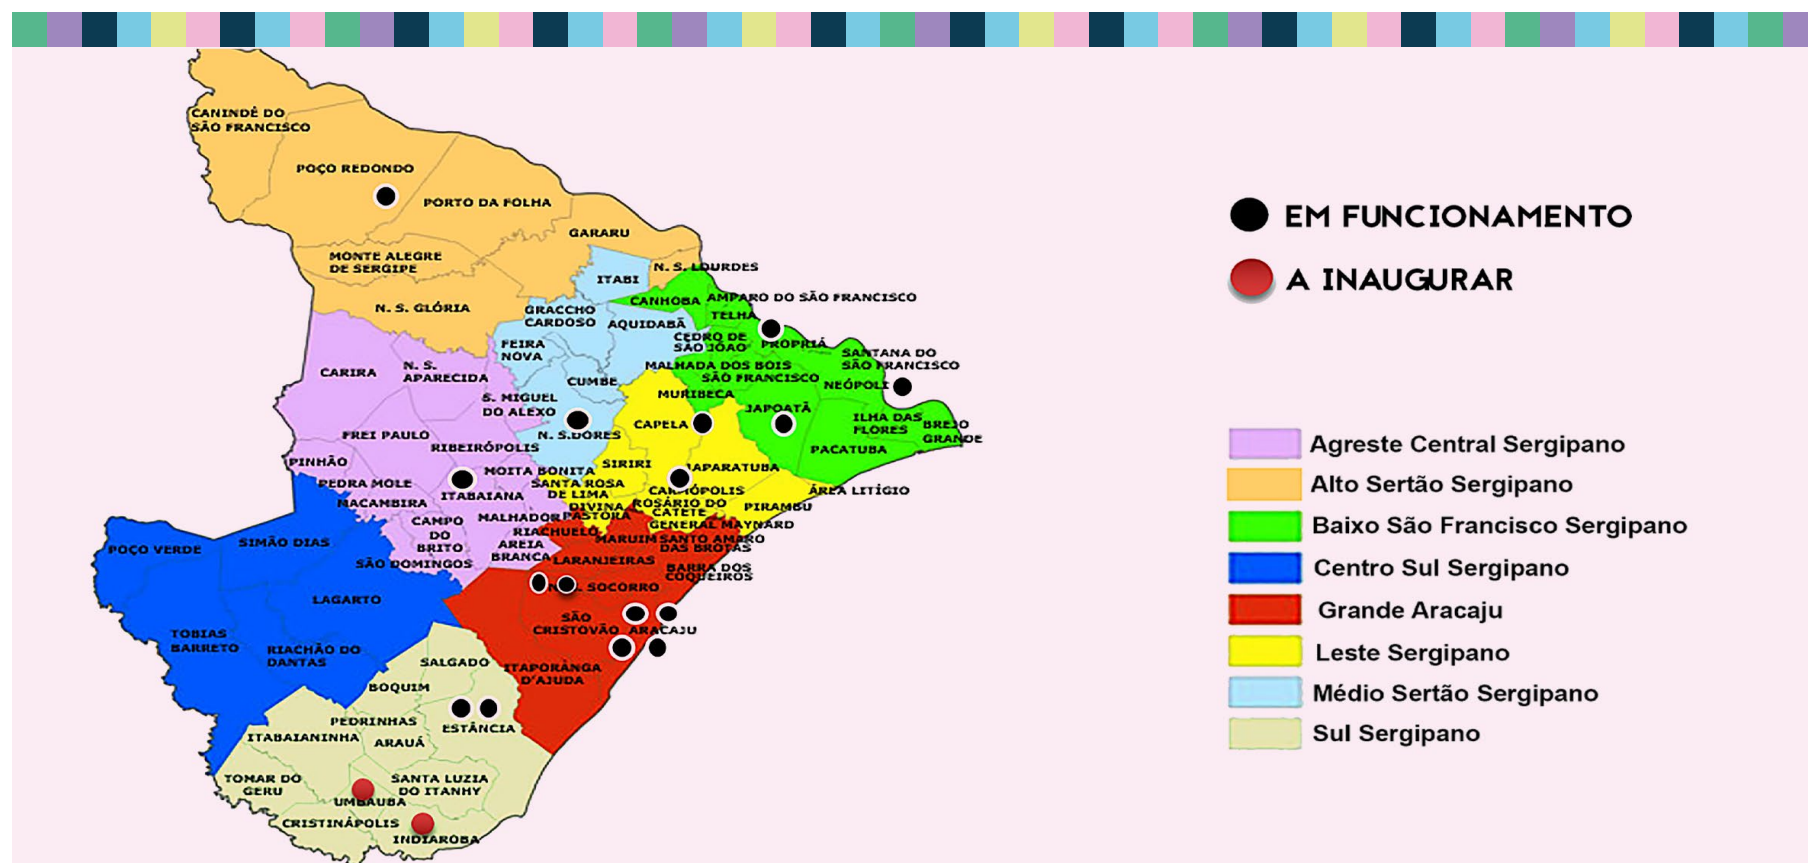 CANINDÉ DO
SÃO FRANCISCO
POÇO REDONDO
PORTO DA FOLHA
GARARU
MONTE ALEGRE
DE SERGIPE
N. S. LOURDES
ITABI
N. S. GLÓRIA
CANHOBA
AMPARO DO SÃO FRANCISCO
GRACCHO
CARDOSO
AQUIDABÃ
TELHA
CEDRO DE
SÃO JOÃO
PROPRIÁ
FEIRA
NOVA
SANTANA DO
SÃO FRANCISCO
MALHADA DOS BOIS
SÃO FRANCISCO
CARIRA
N. S.
APARECIDA
CUMBE
NEÓPOLI
MURIBECA
S. MIGUEL
DO ALEXO
JAPOATÃ
ILHA DAS
FLORES
BREJO
GRANDE
CAPELA
N. S.DORES
FREI PAULO
RIBEIRÓPOLIS
PACATUBA
PINHÃO
SIRIRI
JAPARATUBA
MOITA BONITA
PEDRA MOLE
SANTA ROSA
DE LIMA
ÁREA LITÍGIO
ITABAIANA
CARMÓPOLIS
MACAMBIRA
DIVINA
PASTORA
ROSÁRIO DO
CATETE
PIRAMBU
MALHADOR
CAMPO
DO
BRITO
GENERAL MAYNARD
RIACHUELO
MARUIM
SANTO AMARO
DAS BROTAS
AREIA
BRANCA
POÇO VERDE
SIMÃO DIAS
SÃO DOMINGOS
LARANJEIRAS
BARRA DOS
COQUEIROS
SOCORRO
LAGARTO
SÃO
CRISTOVÃO
ARACAJU
TOBIAS
BARRETO
RIACHÃO DO
DANTAS
SALGADO
ITAPORÀNGA
D'AJUDA
BOQUIM
PEDRINHAS
ESTÂNCIA
ITABAIANINHA
ARAUÁ
TOMAR DO
GERU
SANTA LUZIA
DO ITANHY
UMBAUBA
CRISTINÁPOLIS
INDIAROBA
EM FUNCIONAMENTO
A INAUGURAR
Agreste Central Sergipano
Alto Sertão Sergipano
Baixo São Francisco Sergipano
Centro Sul Sergipano
Grande Aracaju
Leste Sergipano
Médio Sertão Sergipano
Sul Sergipano